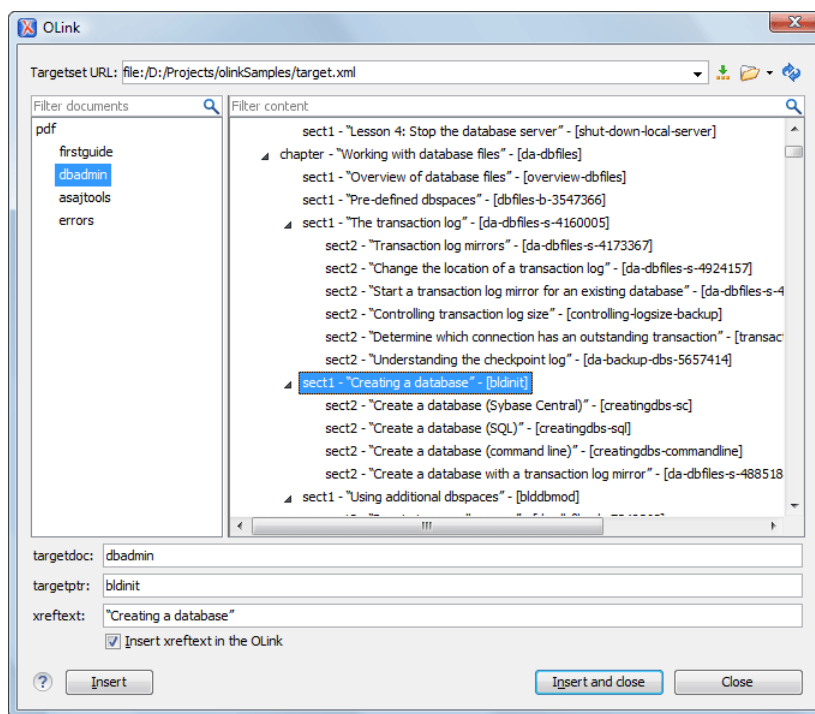 OLink
Targetset URL: file:/D:/Projects/olinkSamples/target.xml
Filter documents
Filter content
pdf
firstguide
dbadmin
asajtools
errors
sect1 - "Lesson 4: Stop the database server" - [shut-down-local-server]
chapter - "Working with database files" - [da-dbfiles]
sect1 - "Overview of database files" - [overview-dbfiles]
sect1 - "Pre-defined dbspaces" - [dbfiles-b-3547366]
sect1 - "The transaction log" - [da-dbfiles-s-4160005]
sect2 - "Transaction log mirrors" - [da-dbfiles-s-4173367]
sect2 - "Change the location of a transaction log" - [da-dbfiles-s-4924157]
sect2 - "Start a transaction log mirror for an existing database" - [da-dbfiles-s-4
sect2 - "Controlling transaction log size" - [controlling-logsize-backup]
sect2 - "Determine which connection has an outstanding transaction" - [transac
sect2 - "Understanding the checkpoint log" - [da-backup-dbs-5657414]
sect1 - "Creating a database" - [bldinit]
sect2 - "Create a database (Sybase Central)" - [creatingdbs-sc]
sect2 - "Create a database (SQL)" - [creatingdbs-sql]
sect2 - "Create a database (command line)" - [creatingdbs-commandline]
sect2 - "Create a database with a transaction log mirror" - [da-dbfiles-s-488518
sect1 - "Using additional dbspaces" - [blddbmod]
targetdoc: dbadmin
targetptr: bldinit
xreftext: "Creating a database"
Insert xreftext in the OLink
Insert
Insert and close
Close